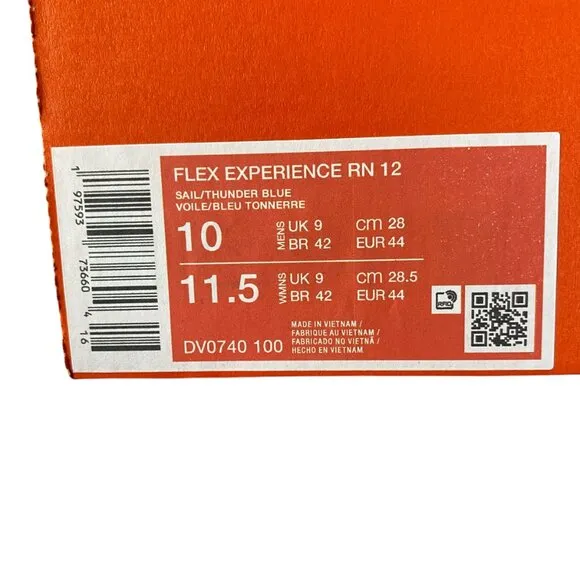 FLEX EXPERIENCE RN 12
SAIL/THUNDER BLUE
VOILE/BLEU TONNERRE
10 MENS UK 9 cm 28
BR 42 EUR 44
11.5 WMNS UK 9 cm 28.5
BR 42 EUR 44
RFID
DV0740 100
MADE IN VIETNAM /
FABRIQUE AU VIETNAM /
FABRICADO NO VIETNÃ /
HECHO EN VIETNAM
1 97593 73660 4 16